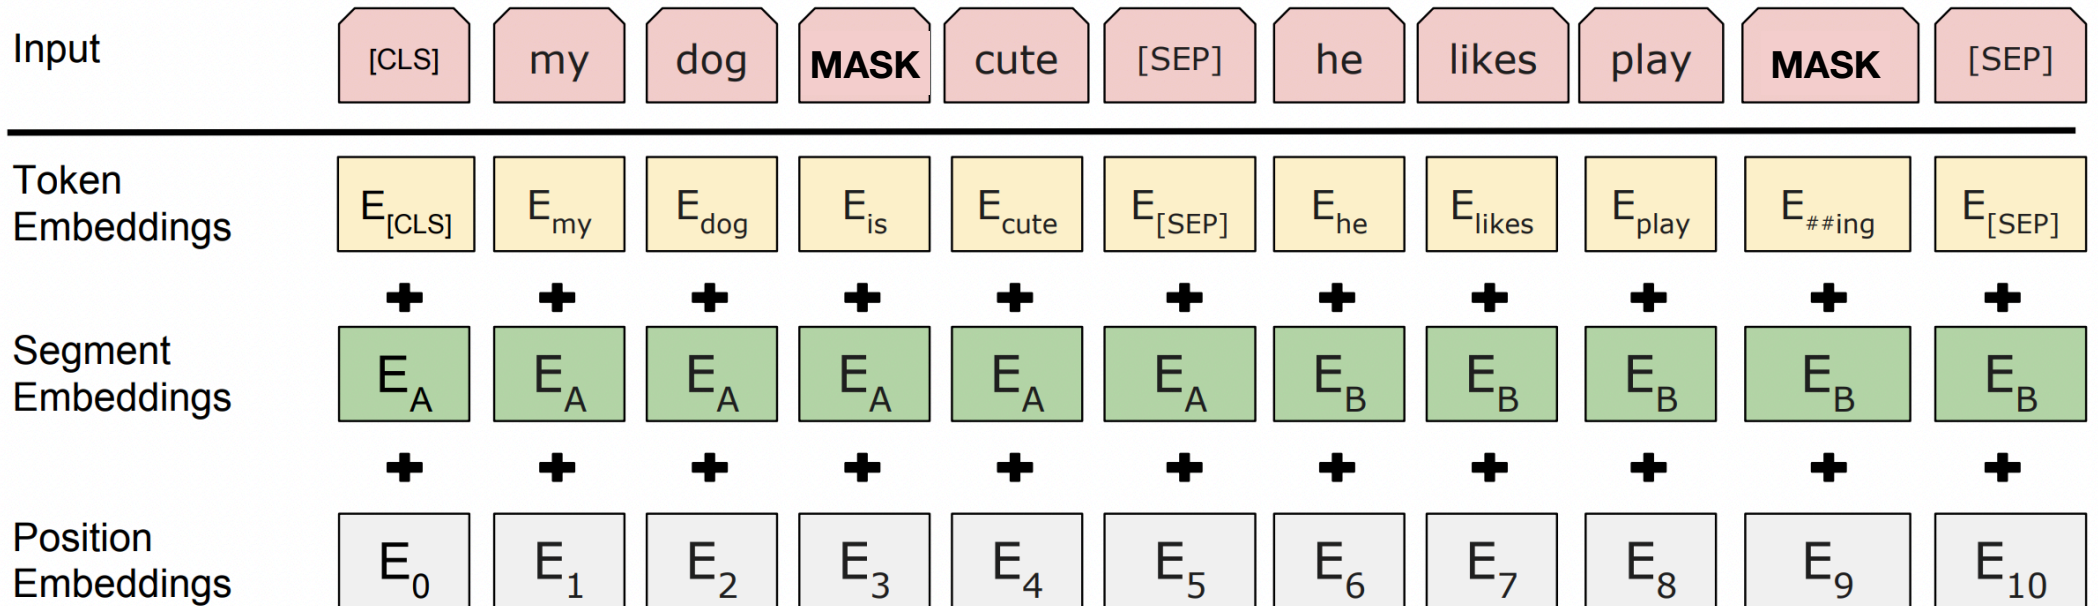 Input [CLS] my dog MASK cute [SEP] he likes play MASK [SEP]
Token Embeddings E[CLS] Emy Edog Eis Ecute E[SEP] Ehe Elikes Eplay E##ing E[SEP]
+ + + + + + + + + + +
Segment Embeddings EA EA EA EA EA EA EB EB EB EB EB
+ + + + + + + + + + +
Position Embeddings E0 E1 E2 E3 E4 E5 E6 E7 E8 E9 E10